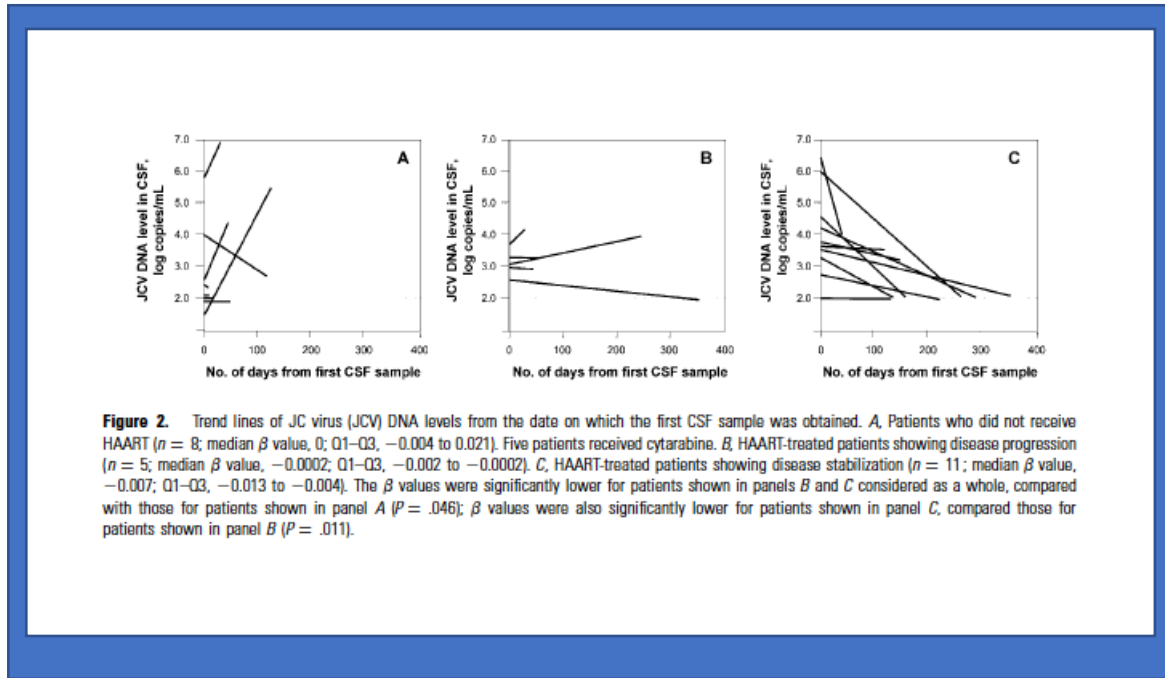 7.0
6.0
5.0
4.0
3.0
2.0
JCV DNA level in CSF,
log copies/mL
A
0 100 200 300 400
No. of days from first CSF sample
7.0
6.0
5.0
4.0
3.0
2.0
JCV DNA level in CSF,
log copies/mL
B
0 100 200 300 400
No. of days from first CSF sample
7.0
6.0
5.0
4.0
3.0
2.0
JCV DNA level in CSF,
log copies/mL
C
0 100 200 300 400
No. of days from first CSF sample
Figure 2. Trend lines of JC virus (JCV) DNA levels from the date on which the first CSF sample was obtained. A, Patients who did not receive
HAART (n = 8; median β value, 0; Q1–Q3, −0.004 to 0.021). Five patients received cytarabine. B, HAART-treated patients showing disease progression
(n = 5; median β value, −0.0002; Q1–Q3, −0.002 to −0.0002). C, HAART-treated patients showing disease stabilization (n = 11; median β value,
−0.007; Q1–Q3, −0.013 to −0.004). The β values were significantly lower for patients shown in panels B and C considered as a whole, compared
with those for patients shown in panel A (P = .046); β values were also significantly lower for patients shown in panel C, compared those for
patients shown in panel B (P = .011).